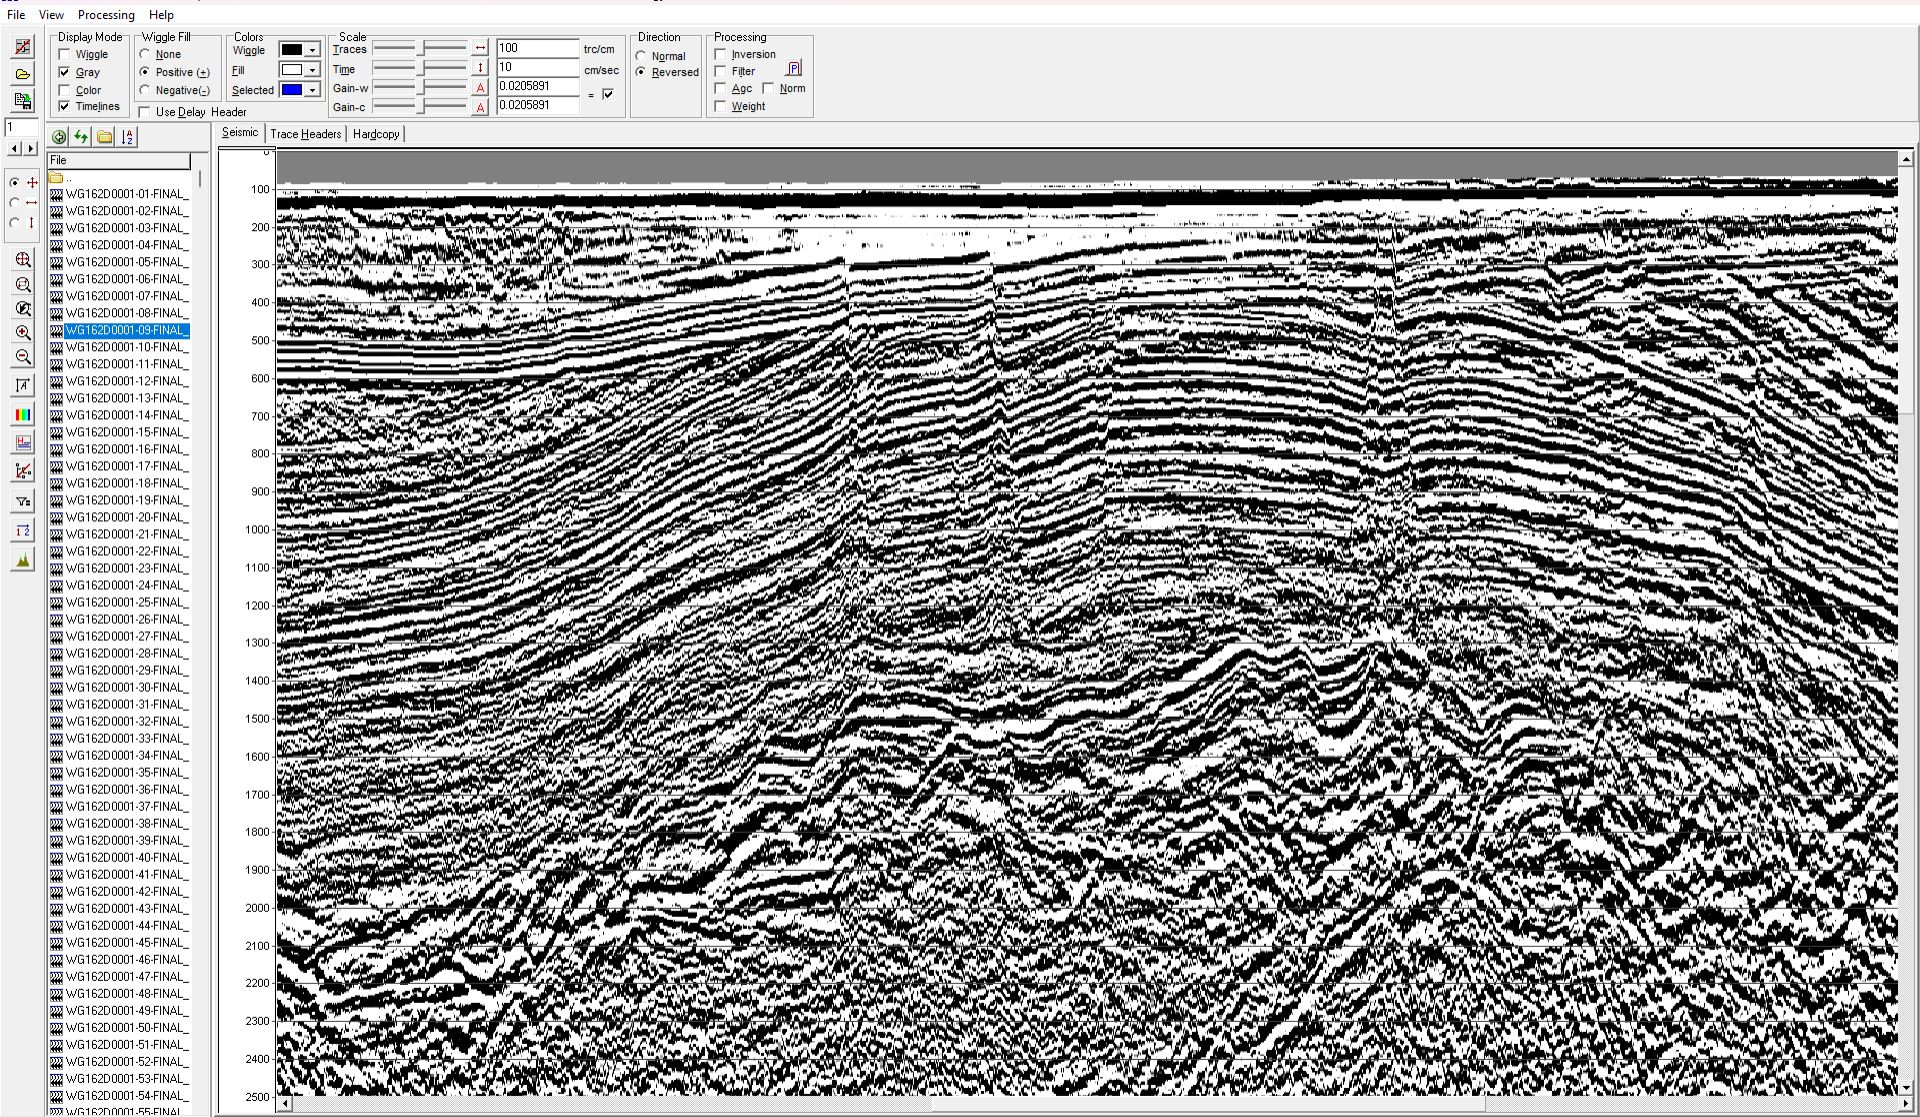 File View Processing Help
Display Mode
Wiggle
Gray
Color
Timelines
Wiggle Fill
None
Positive (+)
Negative(-)
Use Delay Header
Colors
Wiggle
Fill
Selected
Scale
Traces 100 trc/cm
Time 10 cm/sec
Gain-w 0.0205891
Gain-c 0.0205891
=
Direction
Normal
Reversed
Processing
Inversion
Filter
Agc Norm
Weight
1
Seismic Trace Headers Hardcopy
File
..
WG162D0001-01-FINAL_
WG162D0001-02-FINAL_
WG162D0001-03-FINAL_
WG162D0001-04-FINAL_
WG162D0001-05-FINAL_
WG162D0001-06-FINAL_
WG162D0001-07-FINAL_
WG162D0001-08-FINAL_
WG162D0001-09-FINAL_
WG162D0001-10-FINAL_
WG162D0001-11-FINAL_
WG162D0001-12-FINAL_
WG162D0001-13-FINAL_
WG162D0001-14-FINAL_
WG162D0001-15-FINAL_
WG162D0001-16-FINAL_
WG162D0001-17-FINAL_
WG162D0001-18-FINAL_
WG162D0001-19-FINAL_
WG162D0001-20-FINAL_
WG162D0001-21-FINAL_
WG162D0001-22-FINAL_
WG162D0001-23-FINAL_
WG162D0001-24-FINAL_
WG162D0001-25-FINAL_
WG162D0001-26-FINAL_
WG162D0001-27-FINAL_
WG162D0001-28-FINAL_
WG162D0001-29-FINAL_
WG162D0001-30-FINAL_
WG162D0001-31-FINAL_
WG162D0001-32-FINAL_
WG162D0001-33-FINAL_
WG162D0001-34-FINAL_
WG162D0001-35-FINAL_
WG162D0001-36-FINAL_
WG162D0001-37-FINAL_
WG162D0001-38-FINAL_
WG162D0001-39-FINAL_
WG162D0001-40-FINAL_
WG162D0001-41-FINAL_
WG162D0001-42-FINAL_
WG162D0001-43-FINAL_
WG162D0001-44-FINAL_
WG162D0001-45-FINAL_
WG162D0001-46-FINAL_
WG162D0001-47-FINAL_
WG162D0001-48-FINAL_
WG162D0001-49-FINAL_
WG162D0001-50-FINAL_
WG162D0001-51-FINAL_
WG162D0001-52-FINAL_
WG162D0001-53-FINAL_
WG162D0001-54-FINAL_
WG162D0001-55-FINAL_
0
100
200
300
400
500
600
700
800
900
1000
1100
1200
1300
1400
1500
1600
1700
1800
1900
2000
2100
2200
2300
2400
2500